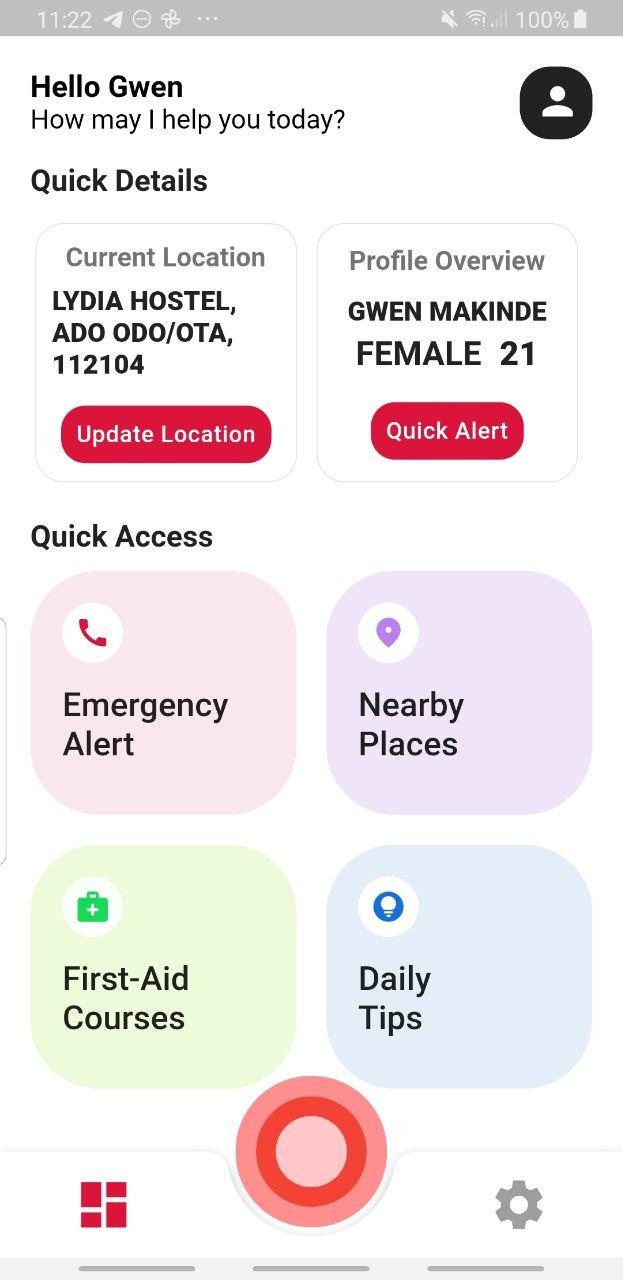 11:22 100%
Hello Gwen
How may I help you today?
Quick Details
Current Location
LYDIA HOSTEL,
ADO ODO/OTA,
112104
Update Location
Profile Overview
GWEN MAKINDE
FEMALE 21
Quick Alert
Quick Access
Emergency
Alert
Nearby
Places
First-Aid
Courses
Daily
Tips